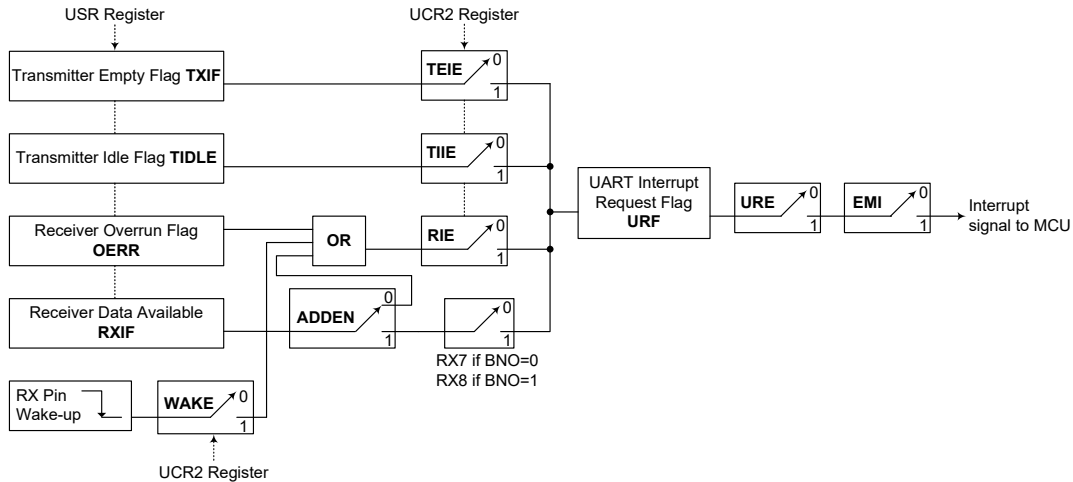 USR Register
UCR2 Register
Transmitter Empty Flag TXIF
TEIE
0
1
Transmitter Idle Flag TIDLE
TIIE
0
1
UART Interrupt
Request Flag
URF
URE
0
1
EMI
0
1
Interrupt
signal to MCU
Receiver Overrun Flag
OERR
OR
RIE
0
1
Receiver Data Available
RXIF
ADDEN
0
1
0
1
RX7 if BNO=0
RX8 if BNO=1
RX Pin
Wake-up
WAKE
0
1
UCR2 Register